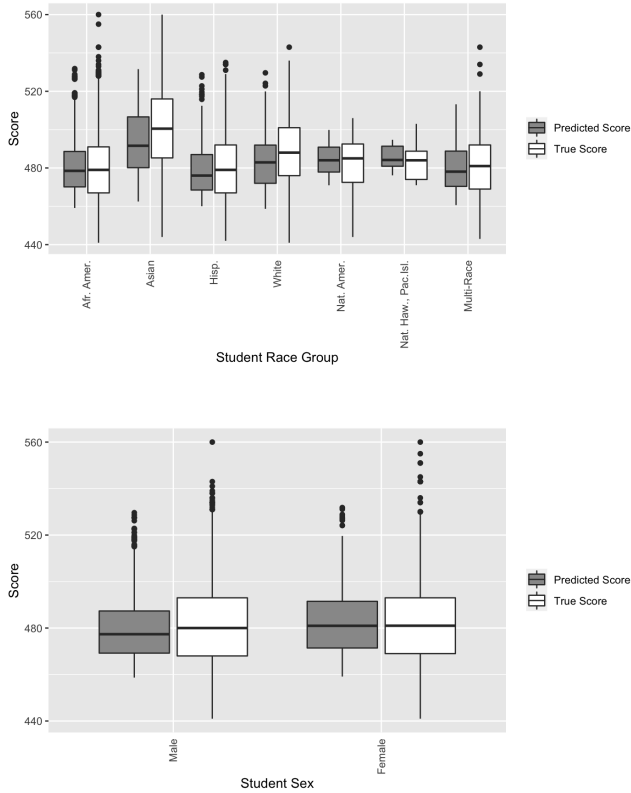 560
520
480
440
Score
Afr. Amer.
Asian
Hisp.
White
Nat. Amer.
Nat. Haw., Pac.Isl.
Multi-Race
Student Race Group
Predicted Score
True Score
560
520
480
440
Score
Male
Female
Student Sex
Predicted Score
True Score